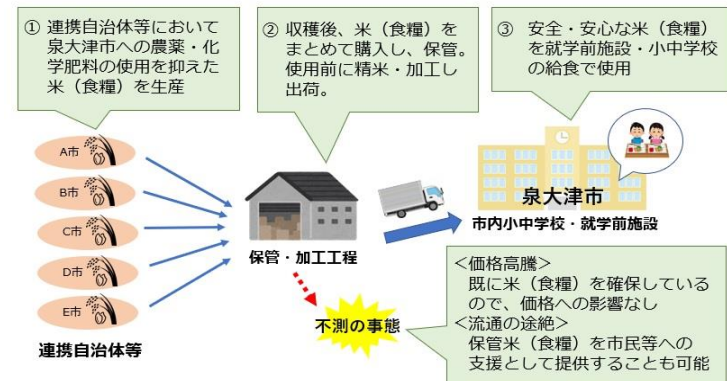 ① 連携自治体等において
泉大津市への農薬・化
学肥料の使用を抑えた
米（食糧）を生産
② 収穫後、米（食糧）を
まとめて購入し、保管。
使用前に精米・加工し
出荷。
③ 安全・安心な米（食糧）
を就学前施設・小中学校
の給食で使用
A市
B市
C市
D市
E市
連携自治体等
保管・加工工程
泉大津市
市内小中学校・就学前施設
不測の事態
＜価格高騰＞
既に米（食糧）を確保している
ので、価格への影響なし
＜流通の途絶＞
保管米（食糧）を市民等への
支援として提供することも可能